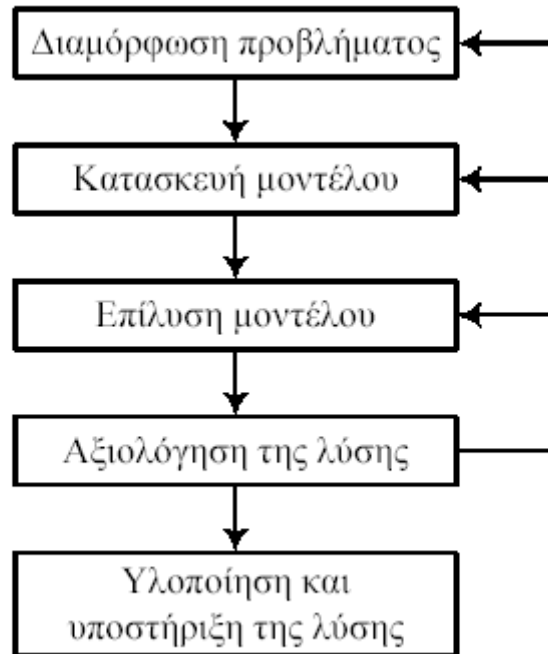 Διαμόρφωση προβλήματος
Κατασκευή μοντέλου
Επίλυση μοντέλου
Αξιολόγηση της λύσης
Υλοποίηση και
υποστήριξη της λύσης